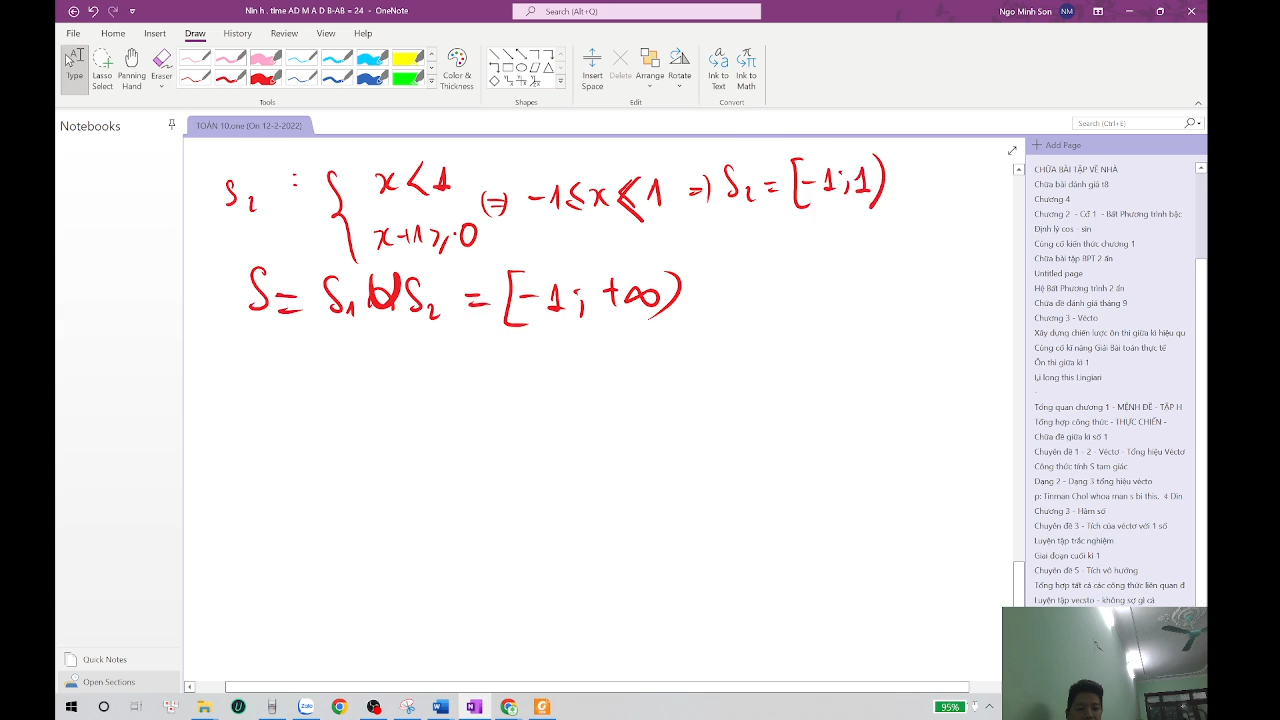 Nin h . time AD M A D B-AB = 24 - OneNote
Search (Alt+Q)
Ngo Minh Son
NM
File Home Insert Draw History Review View Help
Type
Lasso Select
Panning Hand
Eraser
Color & Thickness
Insert Space
Delete
Arrange
Rotate
Ink to Text
Ink to Math
Tools
Shapes
Edit
Convert
Notebooks
TOÁN 10.one (On 12-2-2022)
Search (Ctrl+E)
Add Page
S₂ : { x < 1
x+1 ≥ 0
⇔ -1 ≤ x < 1 ⇒ S₂ = [-1; 1)
S = S₁ ∪ S₂ = [-1; +∞)
CHỮA BÀI TẬP VỀ NHÀ
Chữa bài đánh giá t8
Chương 4
Chương 2 - Cđ 1 - Bất Phương trình bậc
Định lý cos - sin
Củng cố kiến thức chương 1
Chữa bài tập BPT 2 ẩn
Untitled page
Hệ Bất Phương trình 2 ẩn
Chữa đề đánh giá tháng 9
Chương 3 - Véctơ
Xây dựng chiến lược ôn thi giữa kì hiệu qu
Củng cố kĩ năng Giải Bài toán thực tế
Ôn thi giữa kì 1
Tổng quan chương 1 - MỆNH ĐỀ - TẬP H
Tổng hợp công thức - THỰC CHIẾN -
Chữa đề giữa kì số 1
Chuyên đề 1 - 2 - Véctơ - Tổng hiệu Véctơ
Công thức tính S tam giác
Dạng 2 - Dạng 3 tổng hiệu véctơ
p: Tinman Chol whoa man s bi this. 4 Din
Chương 3 - Hàm số
Chuyên đề 3 - Tích của véctơ với 1 số
Luyện tập trắc nghiệm
Giai đoạn cuối kì 1
Chuyên đề 5 - Tích vô hướng
Tổng hợp tất cả các công thức liên quan đ
Luyện tập vecsto - không sợ gì cả
Quick Notes
Open Sections
Zalo
95%